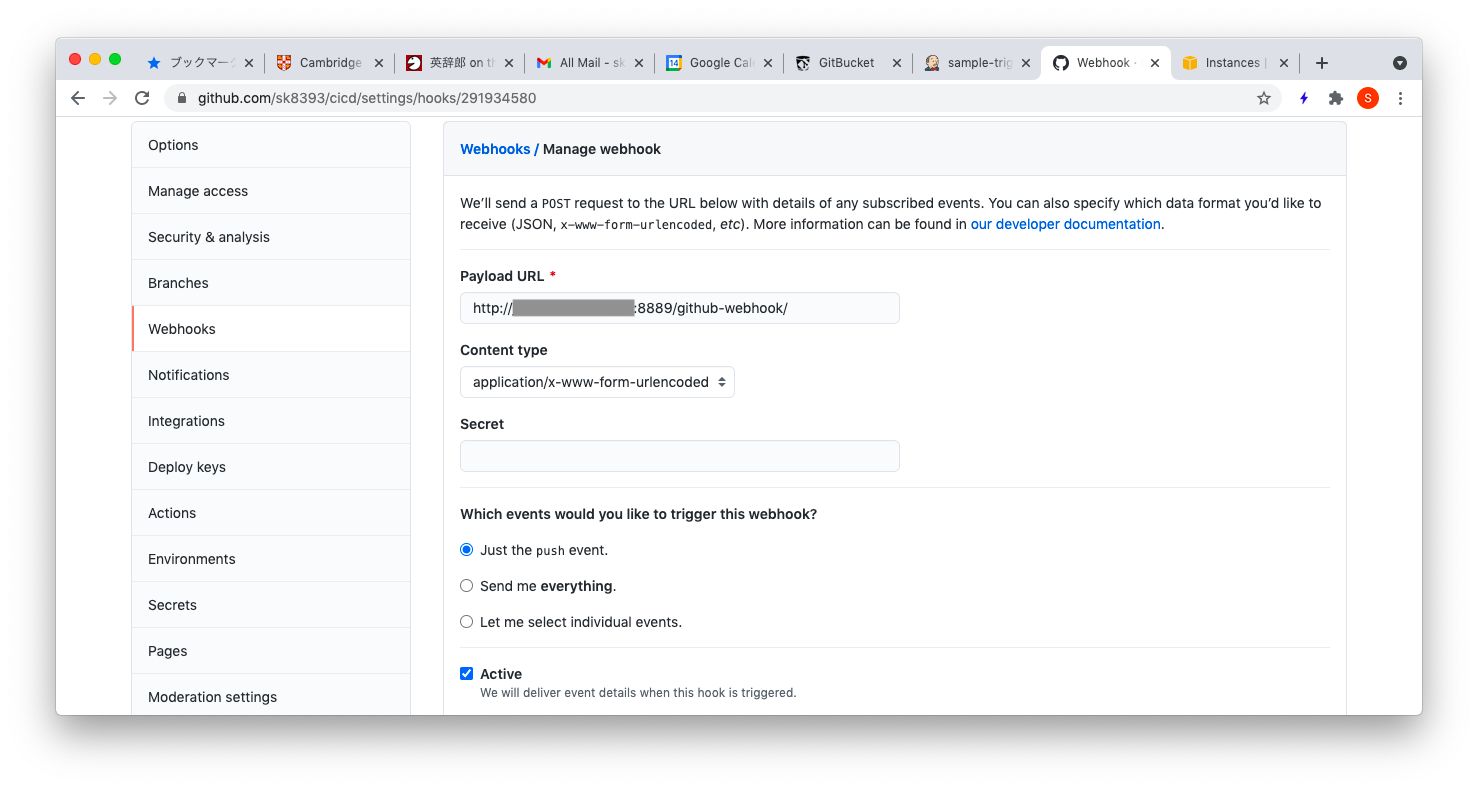 ブックマーク
Cambridge
英辞郎 on th
All Mail - sk
Google Cale
GitBucket
sample-trig
Webhook ·
Instances |
S
github.com/sk8393/cicd/settings/hooks/291934580
Options
Manage access
Security & analysis
Branches
Webhooks
Notifications
Integrations
Deploy keys
Actions
Environments
Secrets
Pages
Moderation settings
Webhooks / Manage webhook
We’ll send a POST request to the URL below with details of any subscribed events. You can also specify which data format you’d like to
receive (JSON, x-www-form-urlencoded, etc). More information can be found in our developer documentation.
Payload URL *
http:// :8889/github-webhook/
Content type
application/x-www-form-urlencoded
Secret
Which events would you like to trigger this webhook?
Just the push event.
Send me everything.
Let me select individual events.
Active
We will deliver event details when this hook is triggered.